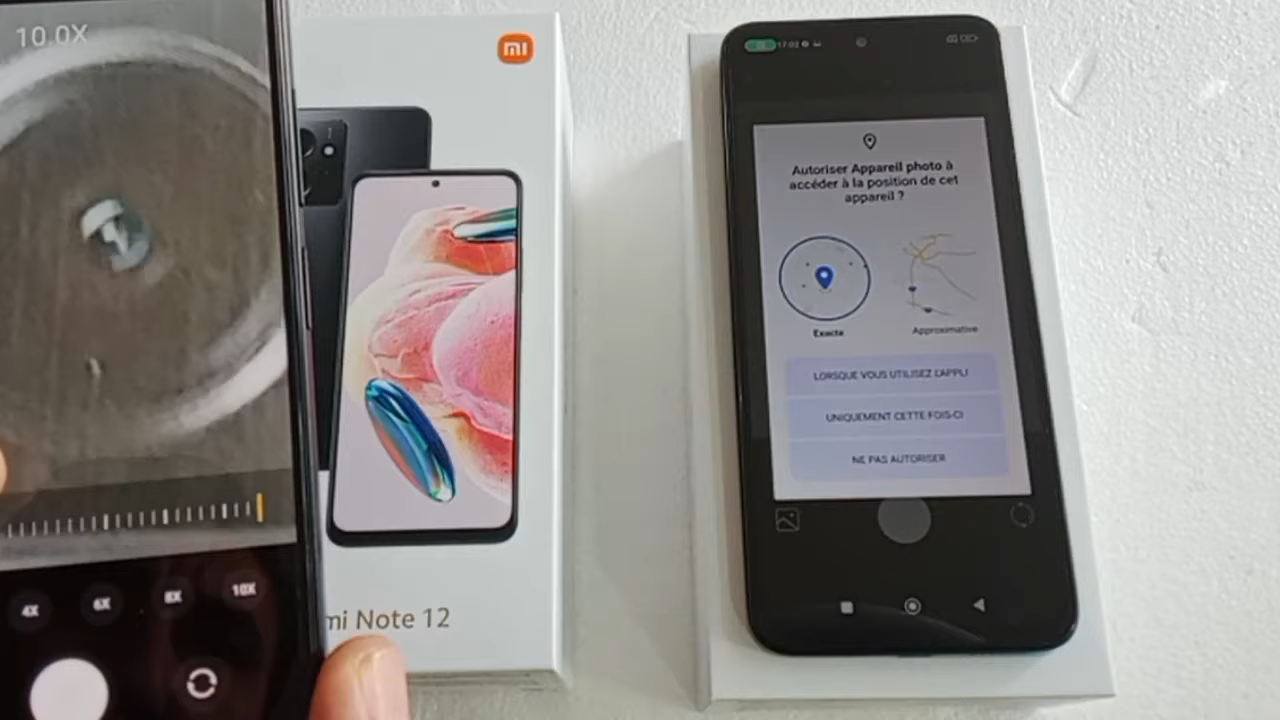 10.0X
4X
6X
8X
10X
mi
mi Note 12
17:02
Autoriser Appareil photo à
accéder à la position de cet
appareil ?
Exacte
Approximative
LORSQUE VOUS UTILISEZ L'APPLI
UNIQUEMENT CETTE FOIS-CI
NE PAS AUTORISER